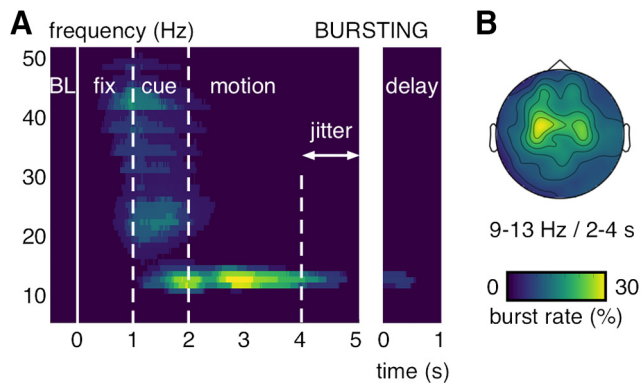 A frequency (Hz) BURSTING B
50
BL fix cue motion delay
40
jitter
30
20
10
0 1 2 3 4 5 0 1
time (s)
9-13 Hz / 2-4 s
0 30
burst rate (%)